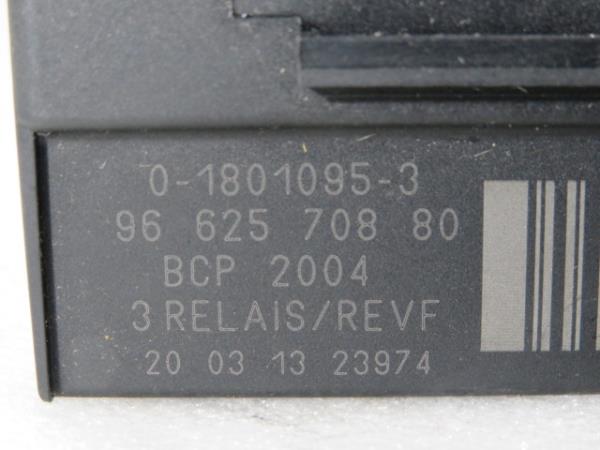 0-1801095-3
96 625 708 80
BCP 2004
3 RELAIS/REVF
20 03 13 23974